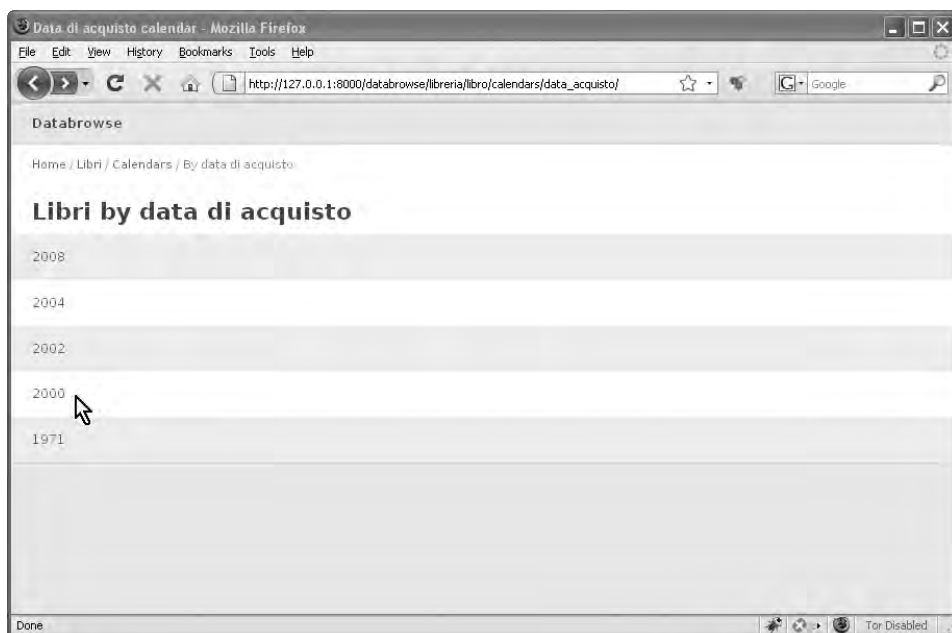 Data di acquisto calendar - Mozilla Firefox
File Edit View History Bookmarks Tools Help
http://127.0.0.1:8000/databrowse/libreria/libro/calendars/data_acquisto/ G Google
Databrowse
Home / Libri / Calendars / By data di acquisto
Libri by data di acquisto
2008
2004
2002
2000
1971
Done Tor Disabled